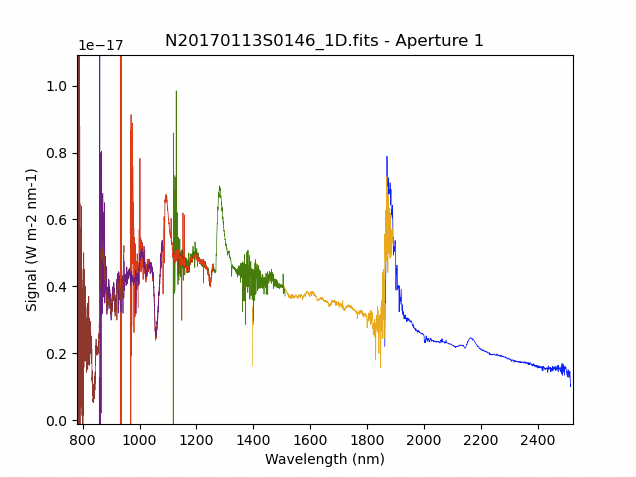 N20170113S0146_1D.fits - Aperture 1
1e−17
1.0
0.8
0.6
0.4
0.2
0.0
Signal (W m-2 nm-1)
800 1000 1200 1400 1600 1800 2000 2200 2400
Wavelength (nm)